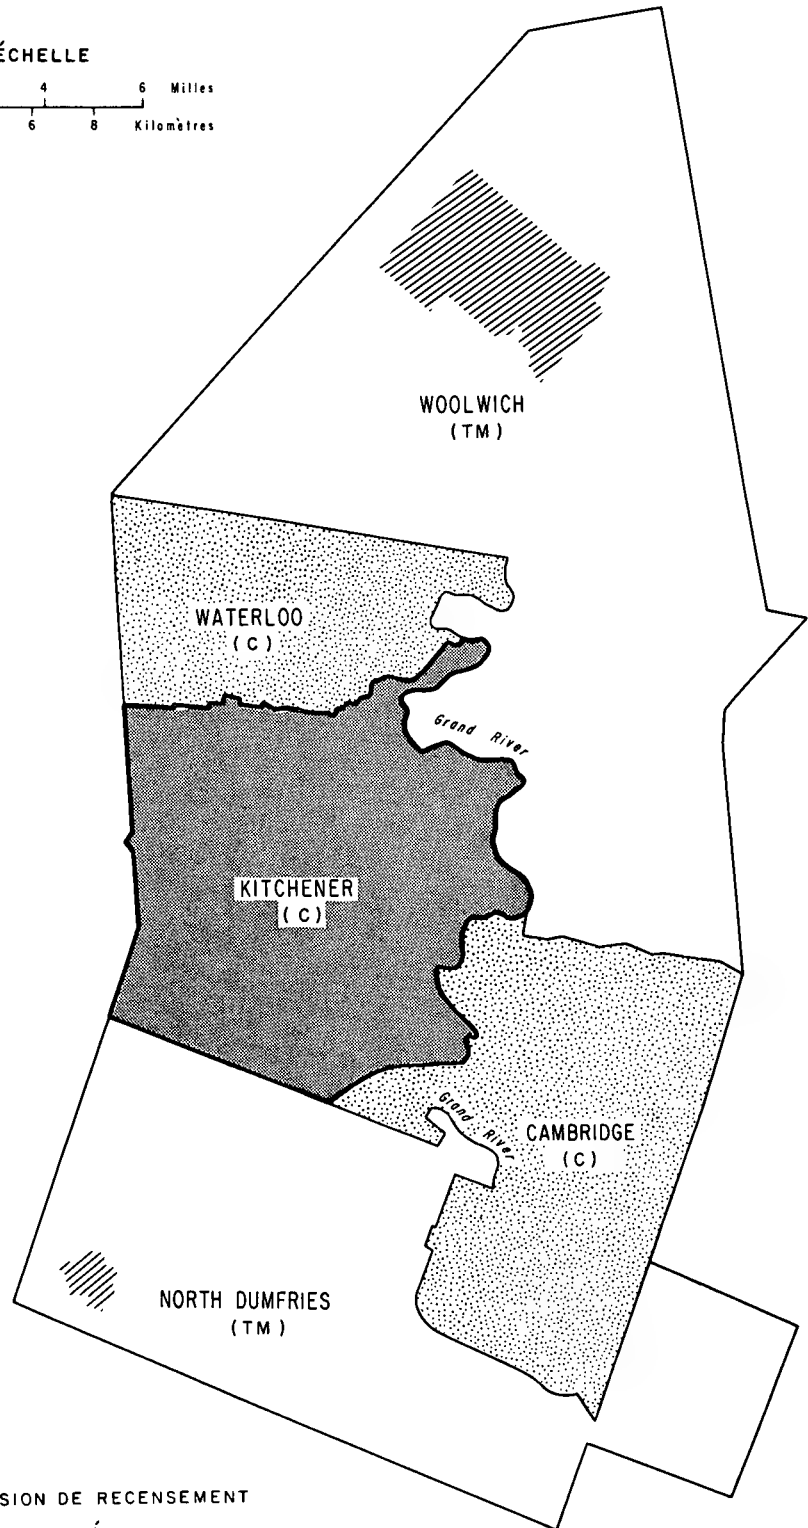 ÉCHELLE
4 6 Milles
6 8 Kilomètres
WOOLWICH
(TM)
WATERLOO
(C)
Grand River
KITCHENER
(C)
Grand River
CAMBRIDGE
(C)
NORTH DUMFRIES
(TM)
SION DE RECENSEMENT